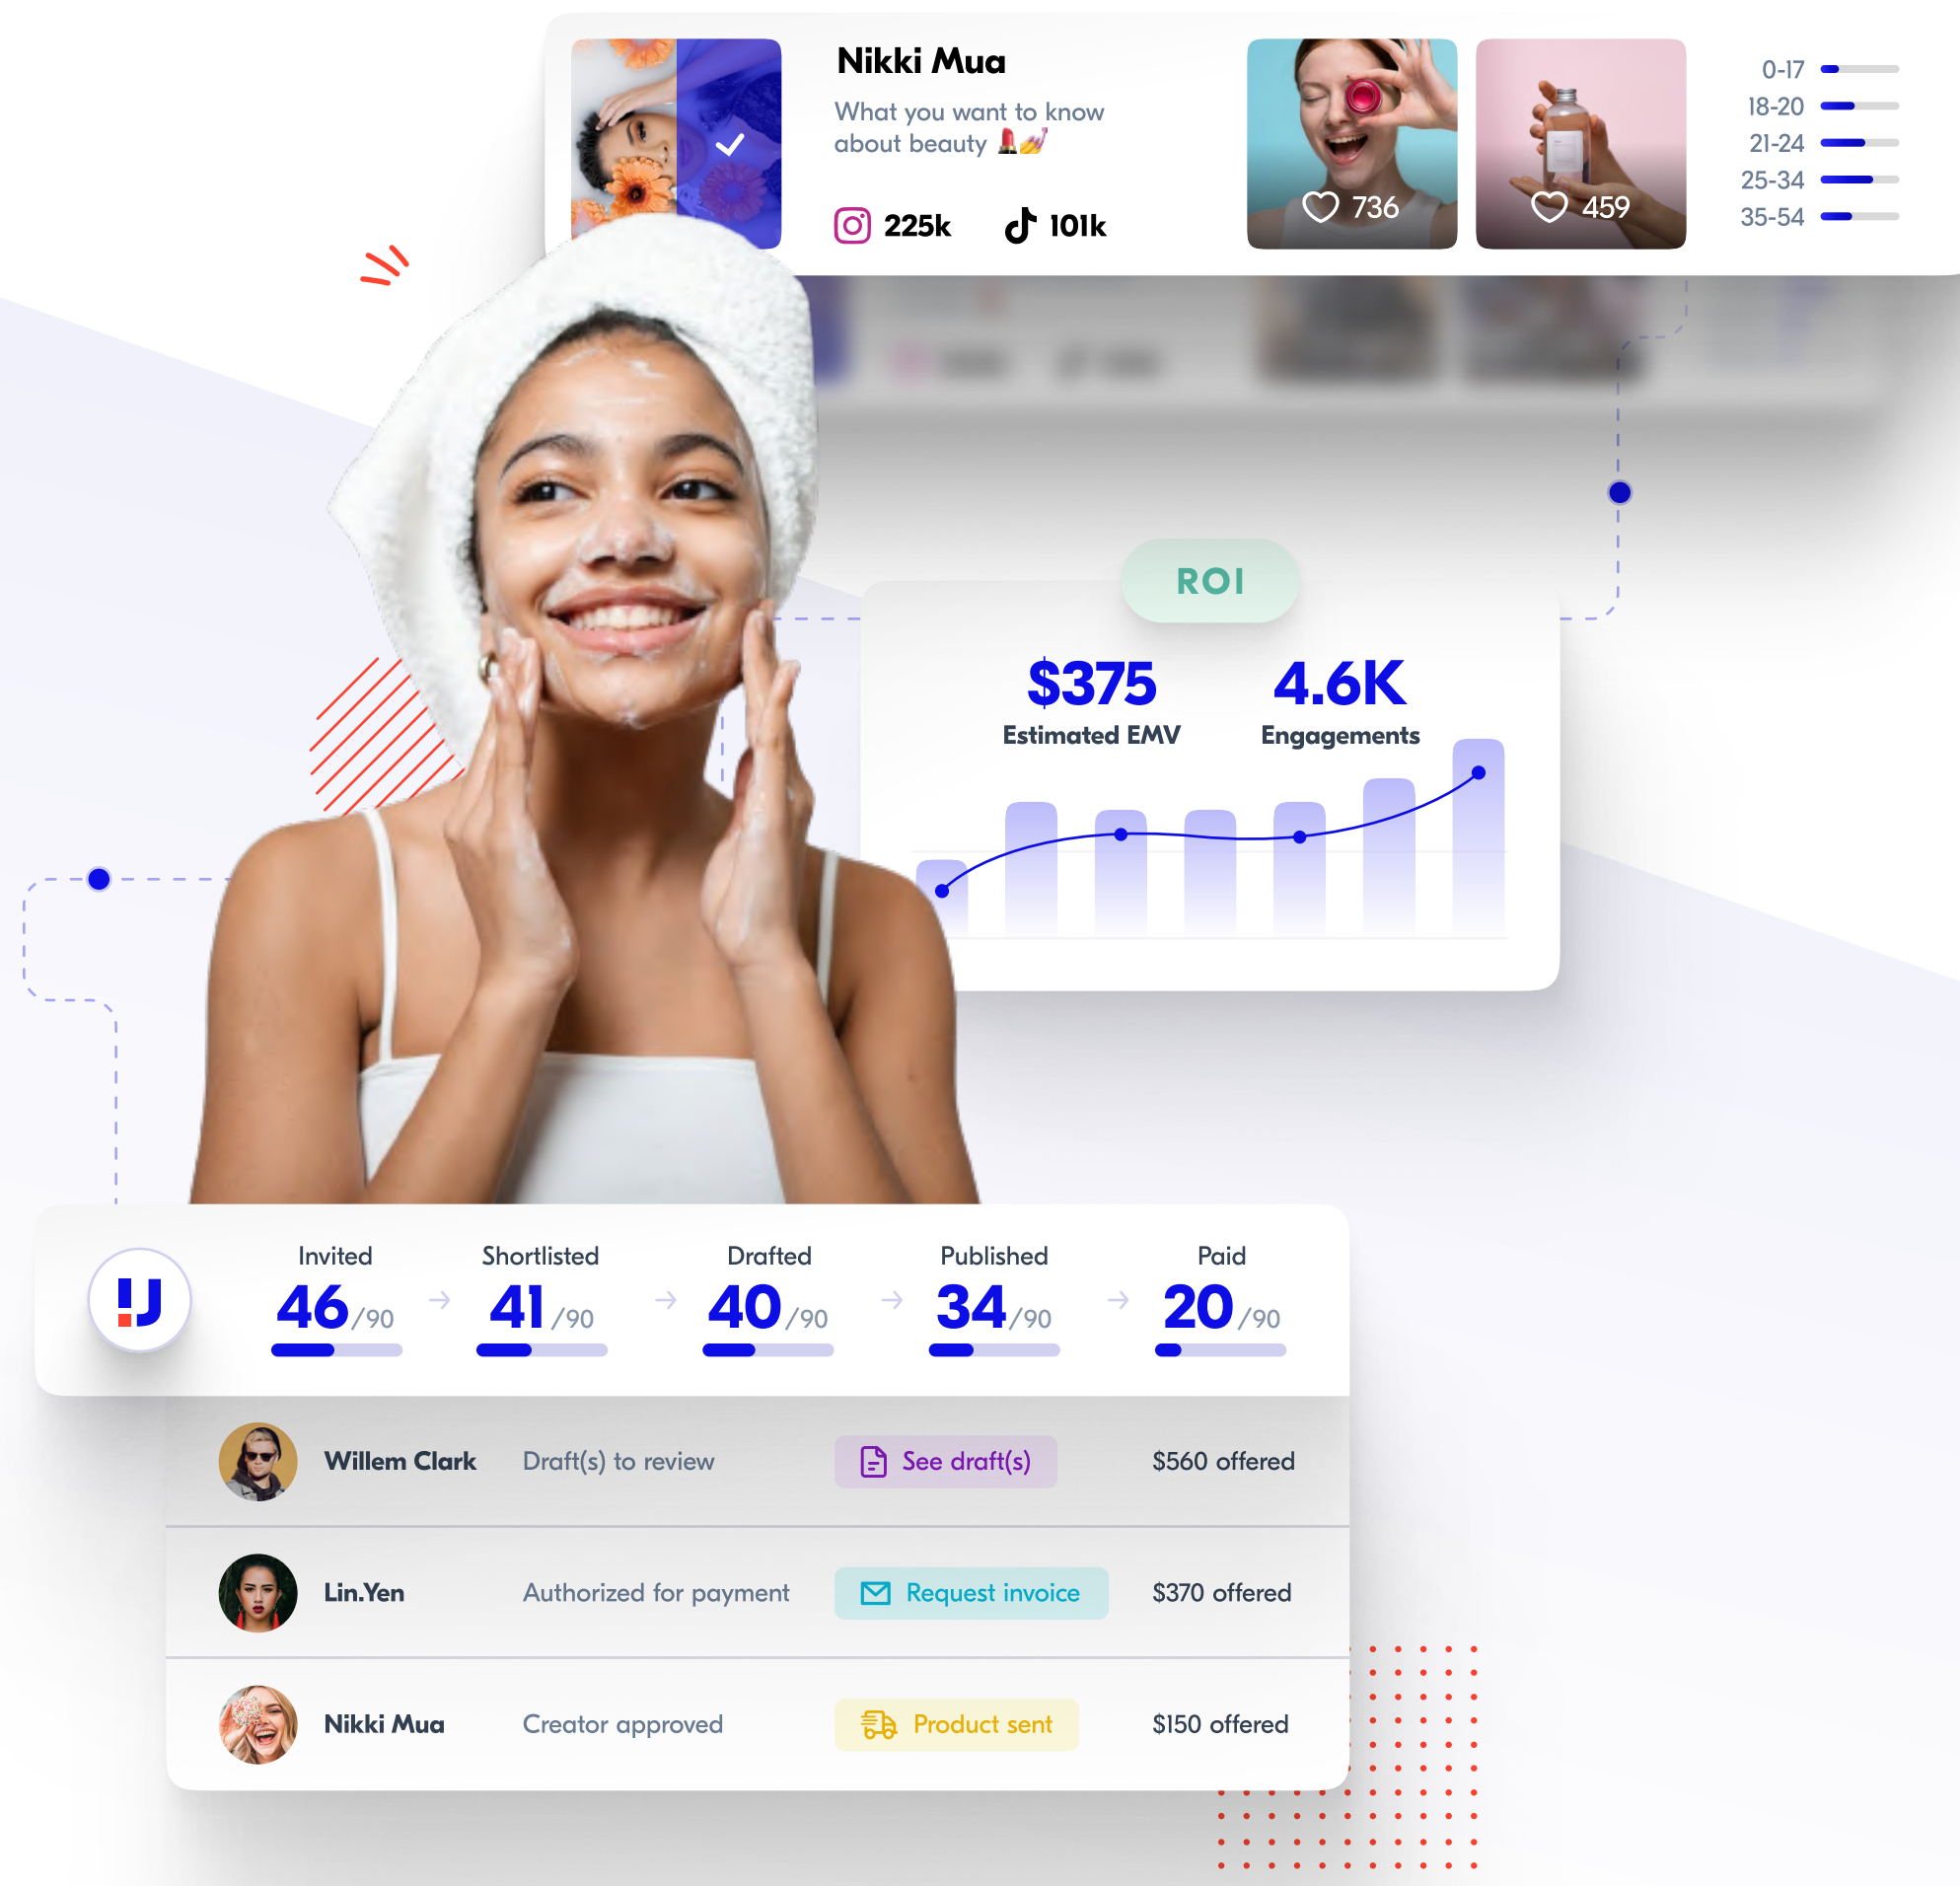 Nikki Mua
What you want to know
about beauty 💄💅
225k
101k
736
459
0-17
18-20
21-24
25-34
35-54
ROI
$375
Estimated EMV
4.6K
Engagements
Invited
46/90
Shortlisted
41/90
Drafted
40/90
Published
34/90
Paid
20/90
Willem Clark
Draft(s) to review
See draft(s)
$560 offered
Lin.Yen
Authorized for payment
Request invoice
$370 offered
Nikki Mua
Creator approved
Product sent
$150 offered